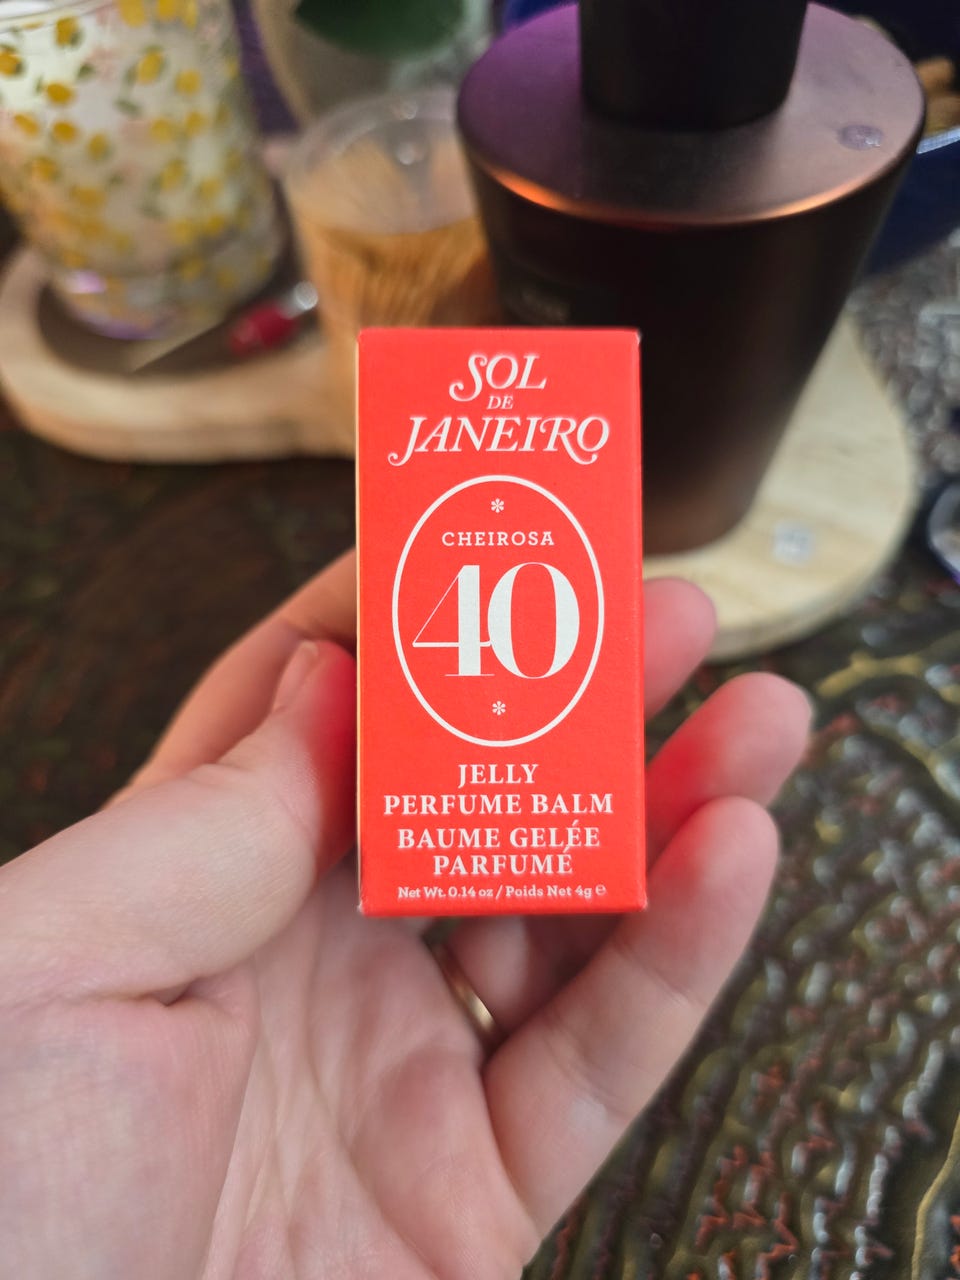 SOL
DE
JANEIRO
CHEIROSA
40
JELLY
PERFUME BALM
BAUME GELÉE
PARFUMÉ
Net Wt. 0.14 oz / Poids Net 4g ℮